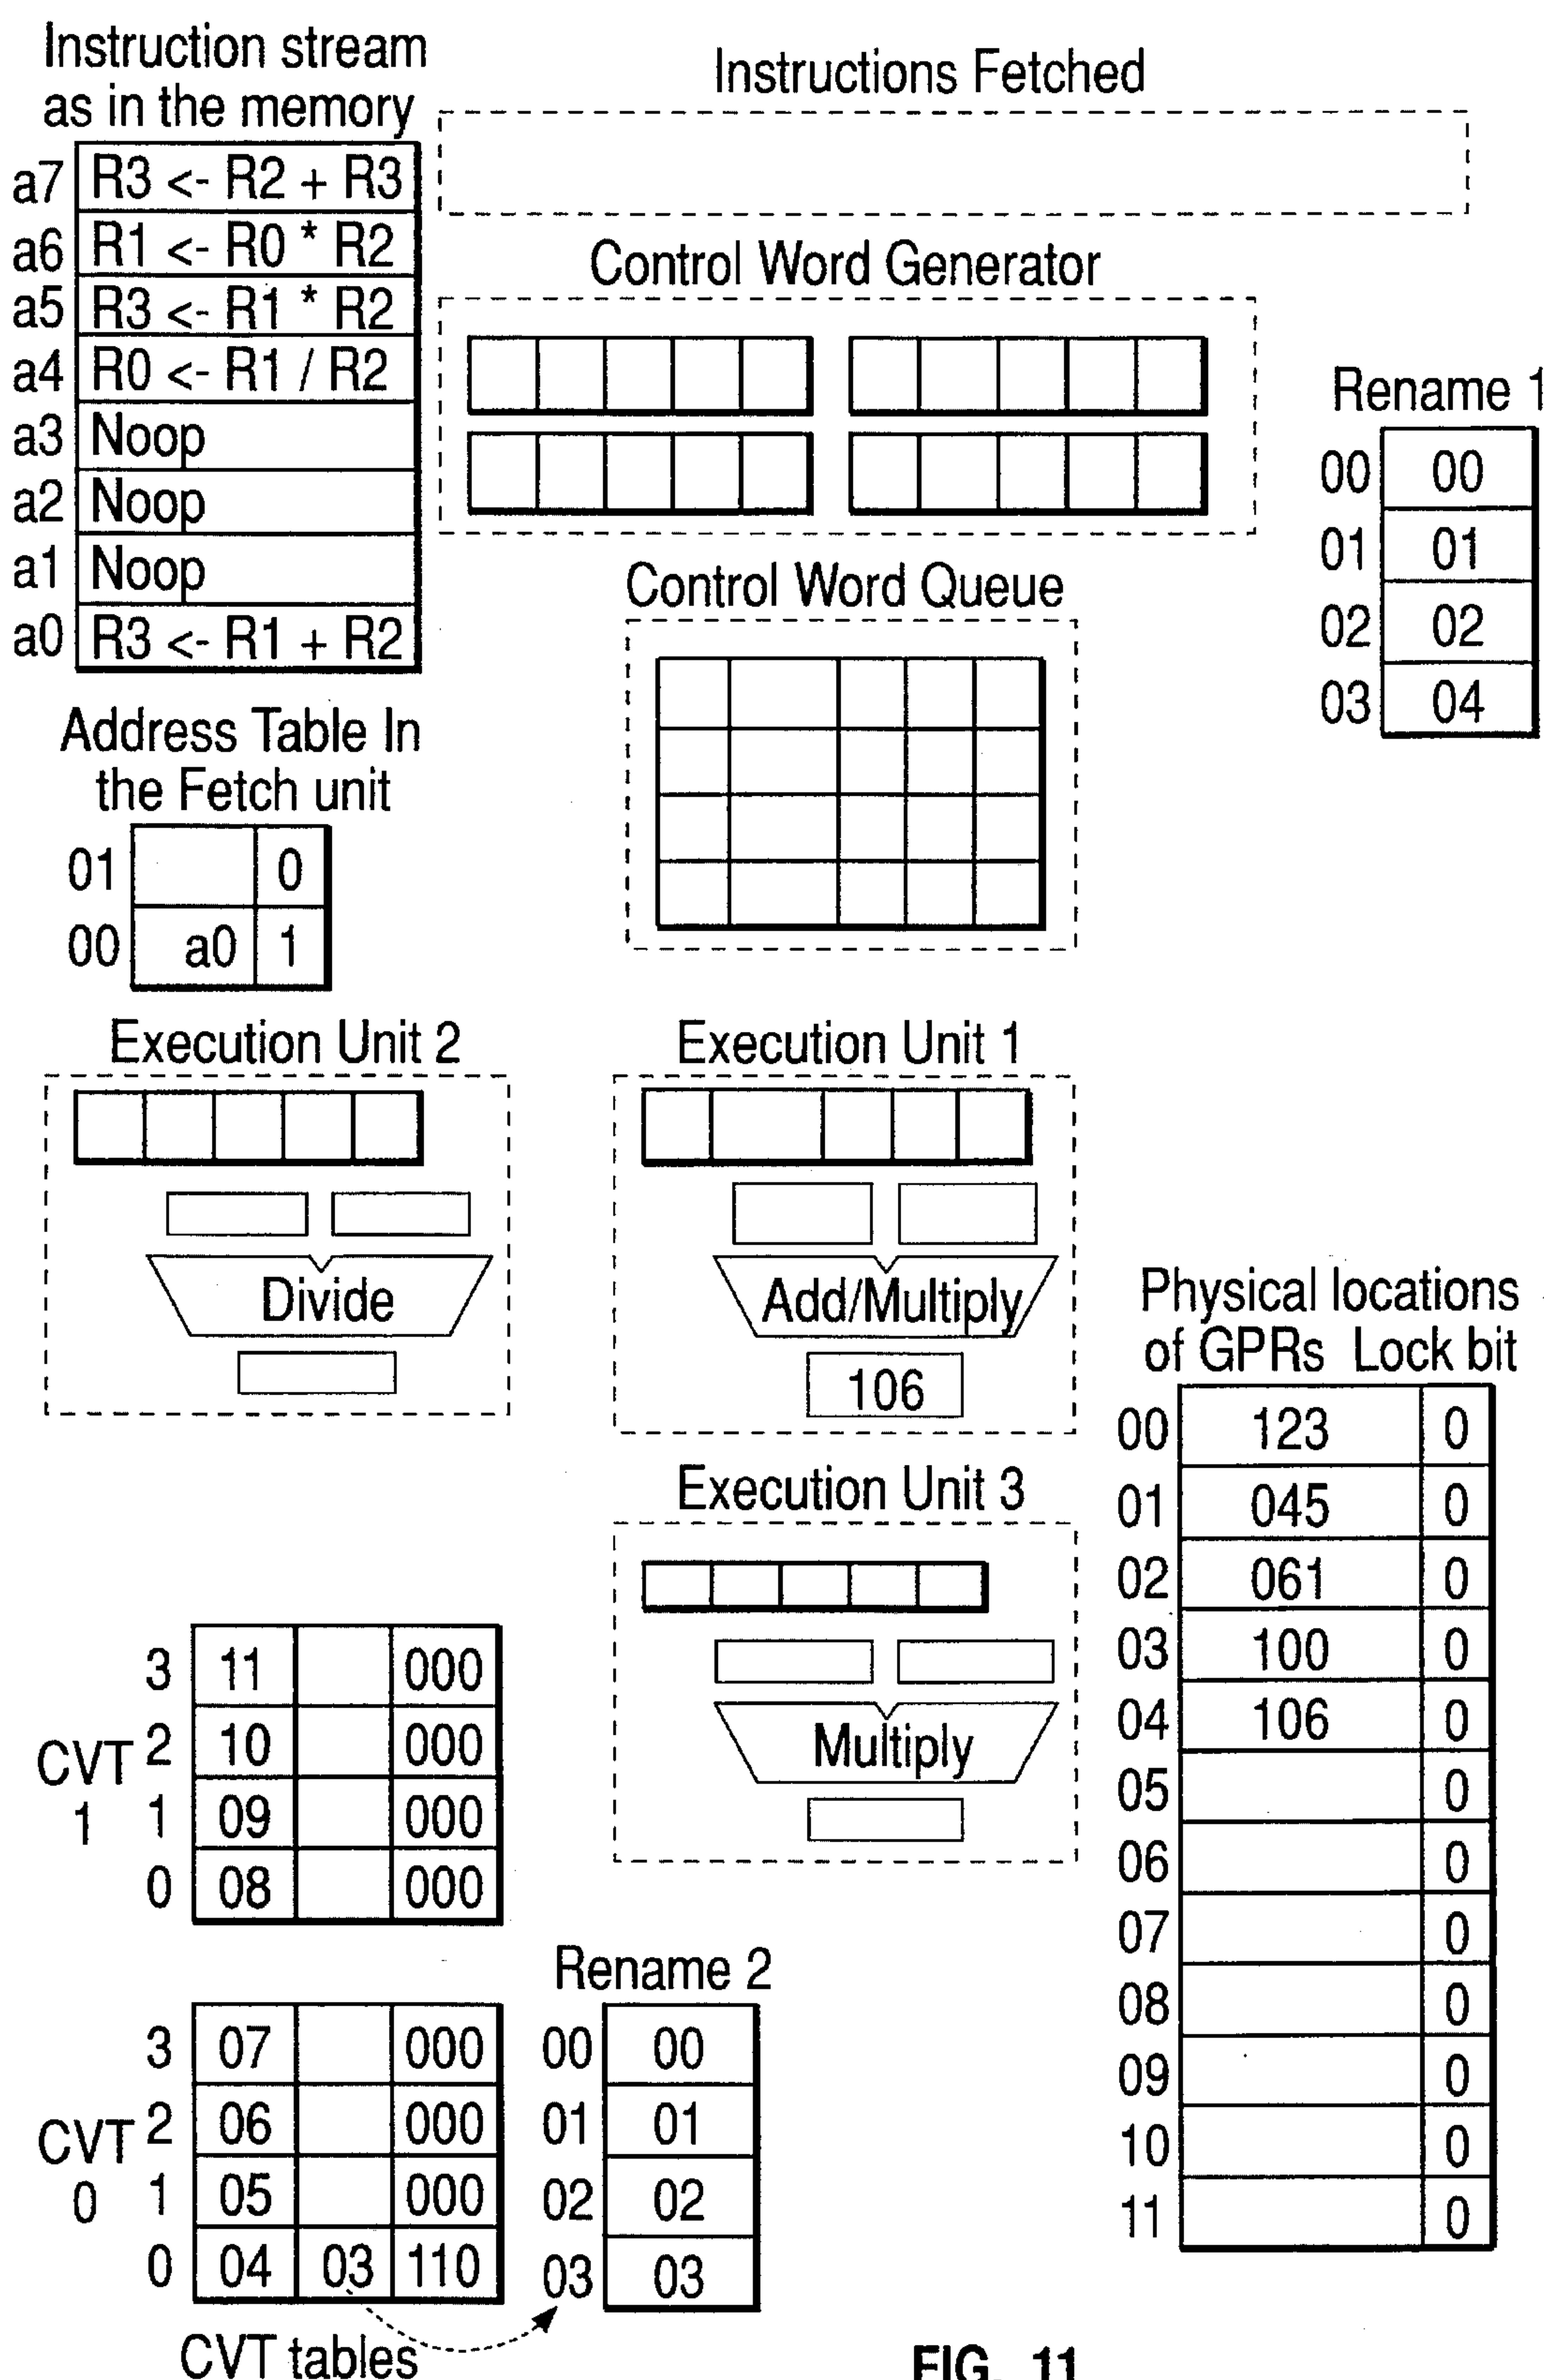 Instruction stream
as in the memory
a7 R3 <- R2 + R3
a6 R1 <- R0 * R2
a5 R3 <- R1 * R2
a4 R0 <- R1 / R2
a3 Noop
a2 Noop
a1 Noop
a0 R3 <- R1 + R2
Instructions Fetched
Control Word Generator
Rename 1
00 00
01 01
02 02
03 04
Control Word Queue
Address Table In
the Fetch unit
01 0
00 a0 1
Execution Unit 2
Divide
Execution Unit 1
Add/Multiply
106
Execution Unit 3
Multiply
Physical locations
of GPRs Lock bit
00 123 0
01 045 0
02 061 0
03 100 0
04 106 0
05 0
06 0
07 0
08 0
09 0
10 0
11 0
CVT
1
3 11 000
2 10 000
1 09 000
0 08 000
CVT
0
3 07 000
2 06 000
1 05 000
0 04 03 110
Rename 2
00 00
01 01
02 02
03 03
CVT tables
FIG. 11